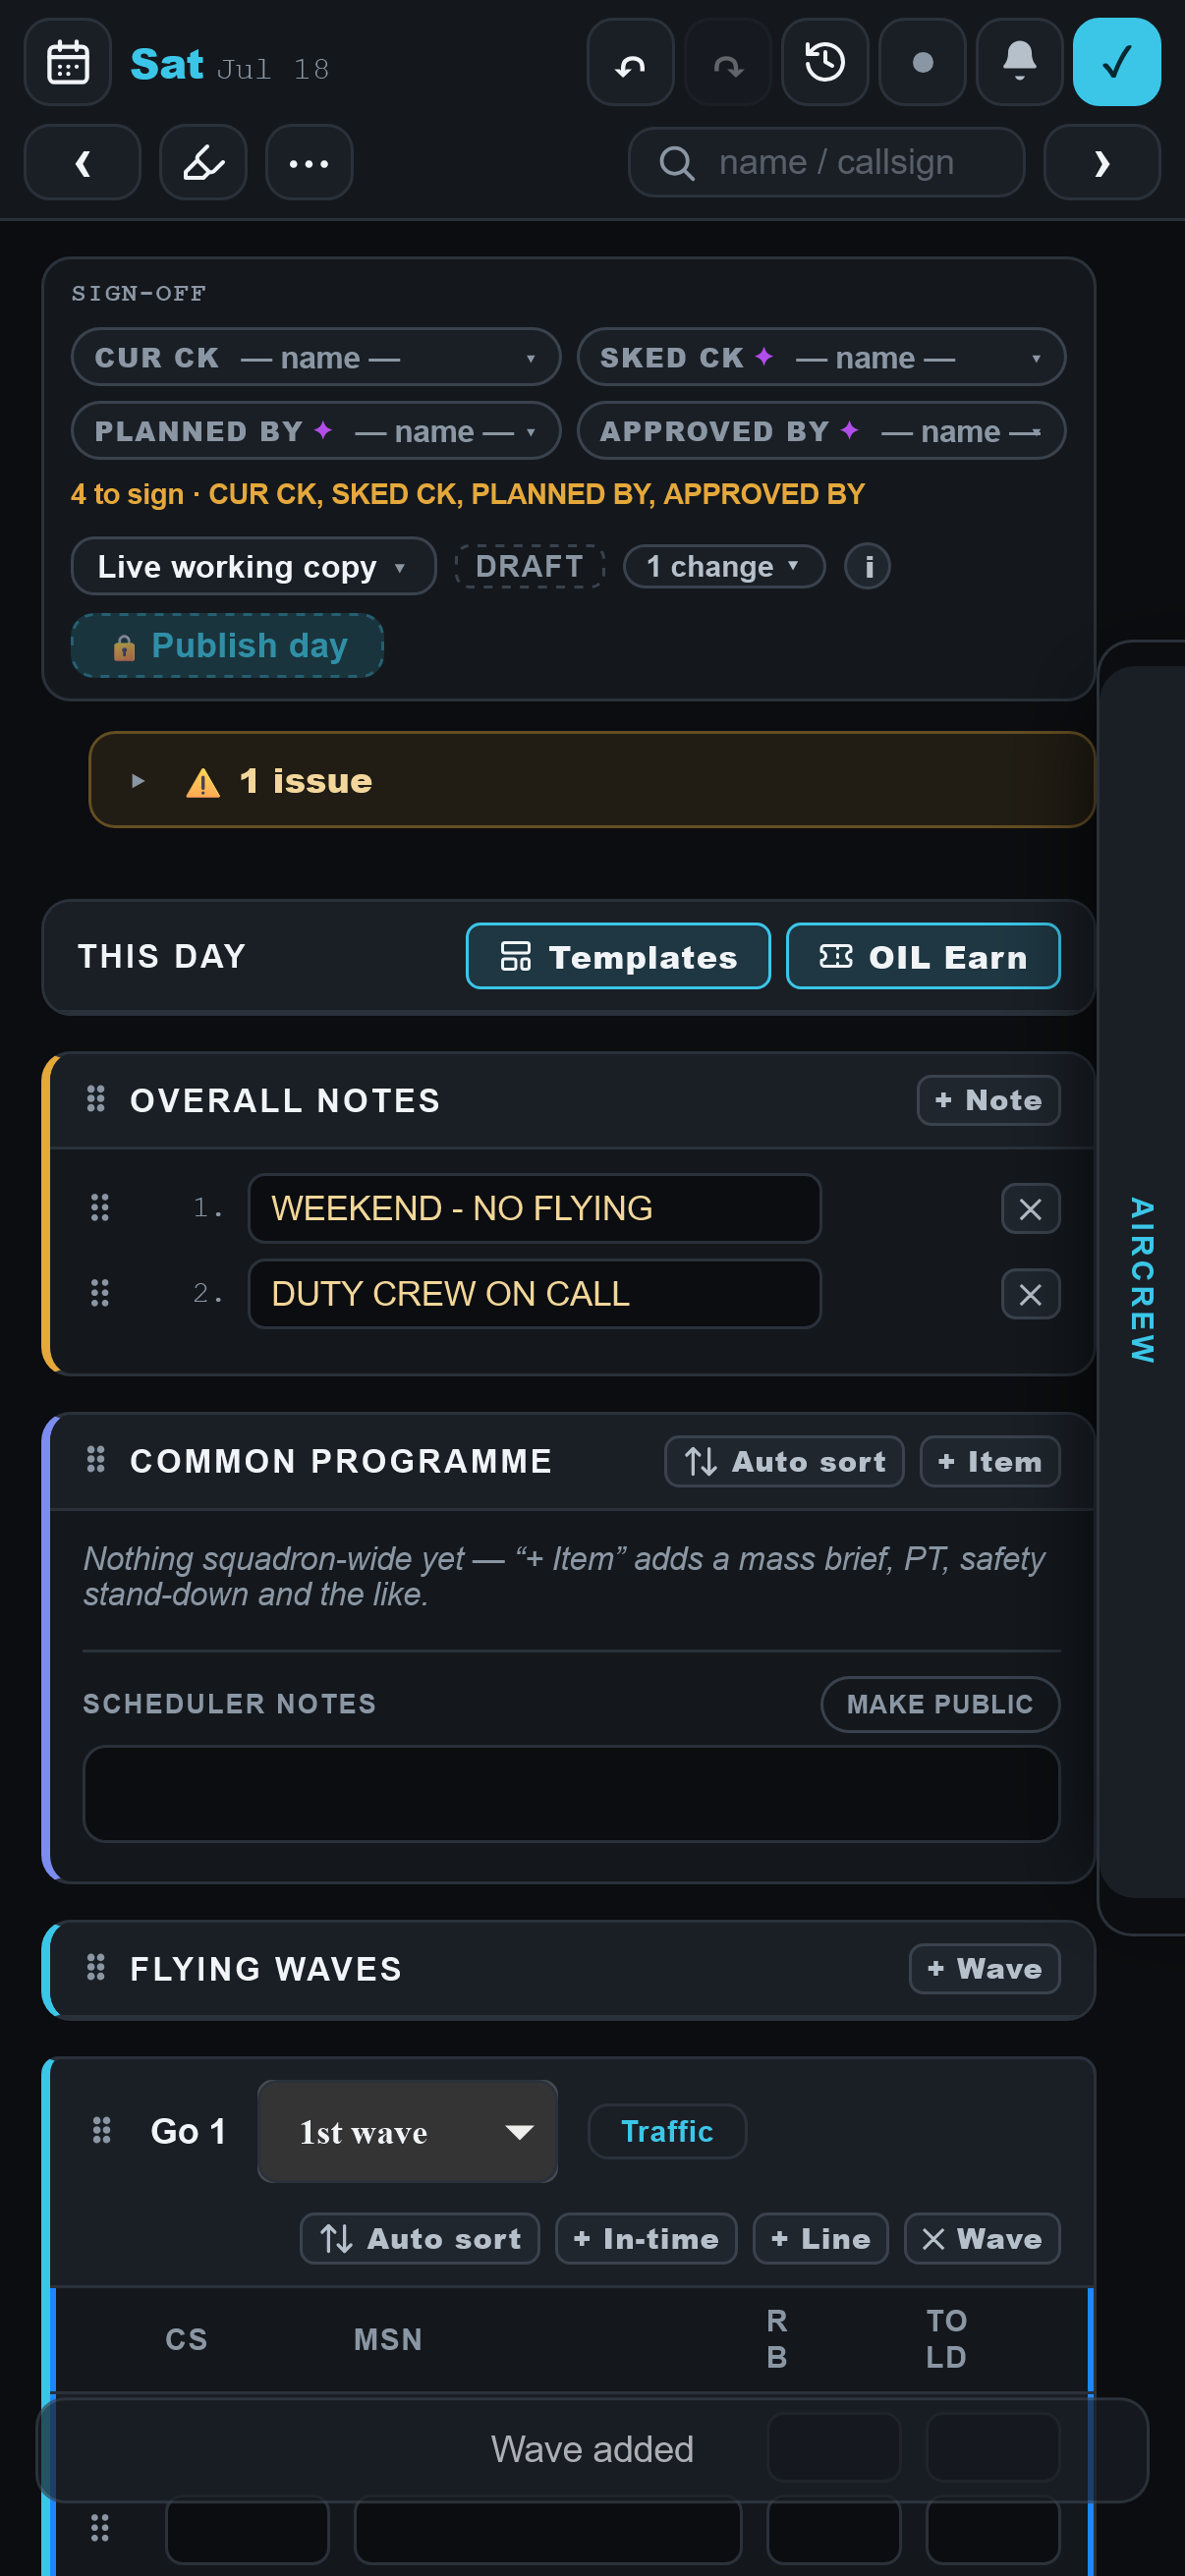 Sat Jul 18
name / callsign
SIGN-OFF
CUR CK — name —
SKED CK — name —
PLANNED BY — name —
APPROVED BY — name —
4 to sign · CUR CK, SKED CK, PLANNED BY, APPROVED BY
Live working copy DRAFT 1 change i
Publish day
1 issue
THIS DAY Templates OIL Earn
OVERALL NOTES + Note
1. WEEKEND - NO FLYING
2. DUTY CREW ON CALL
AIRCREW
COMMON PROGRAMME Auto sort + Item
Nothing squadron-wide yet — “+ Item” adds a mass brief, PT, safety
stand-down and the like.
SCHEDULER NOTES MAKE PUBLIC
FLYING WAVES + Wave
Go 1 1st wave Traffic
Auto sort + In-time + Line × Wave
CS MSN R B TO LD
Wave added